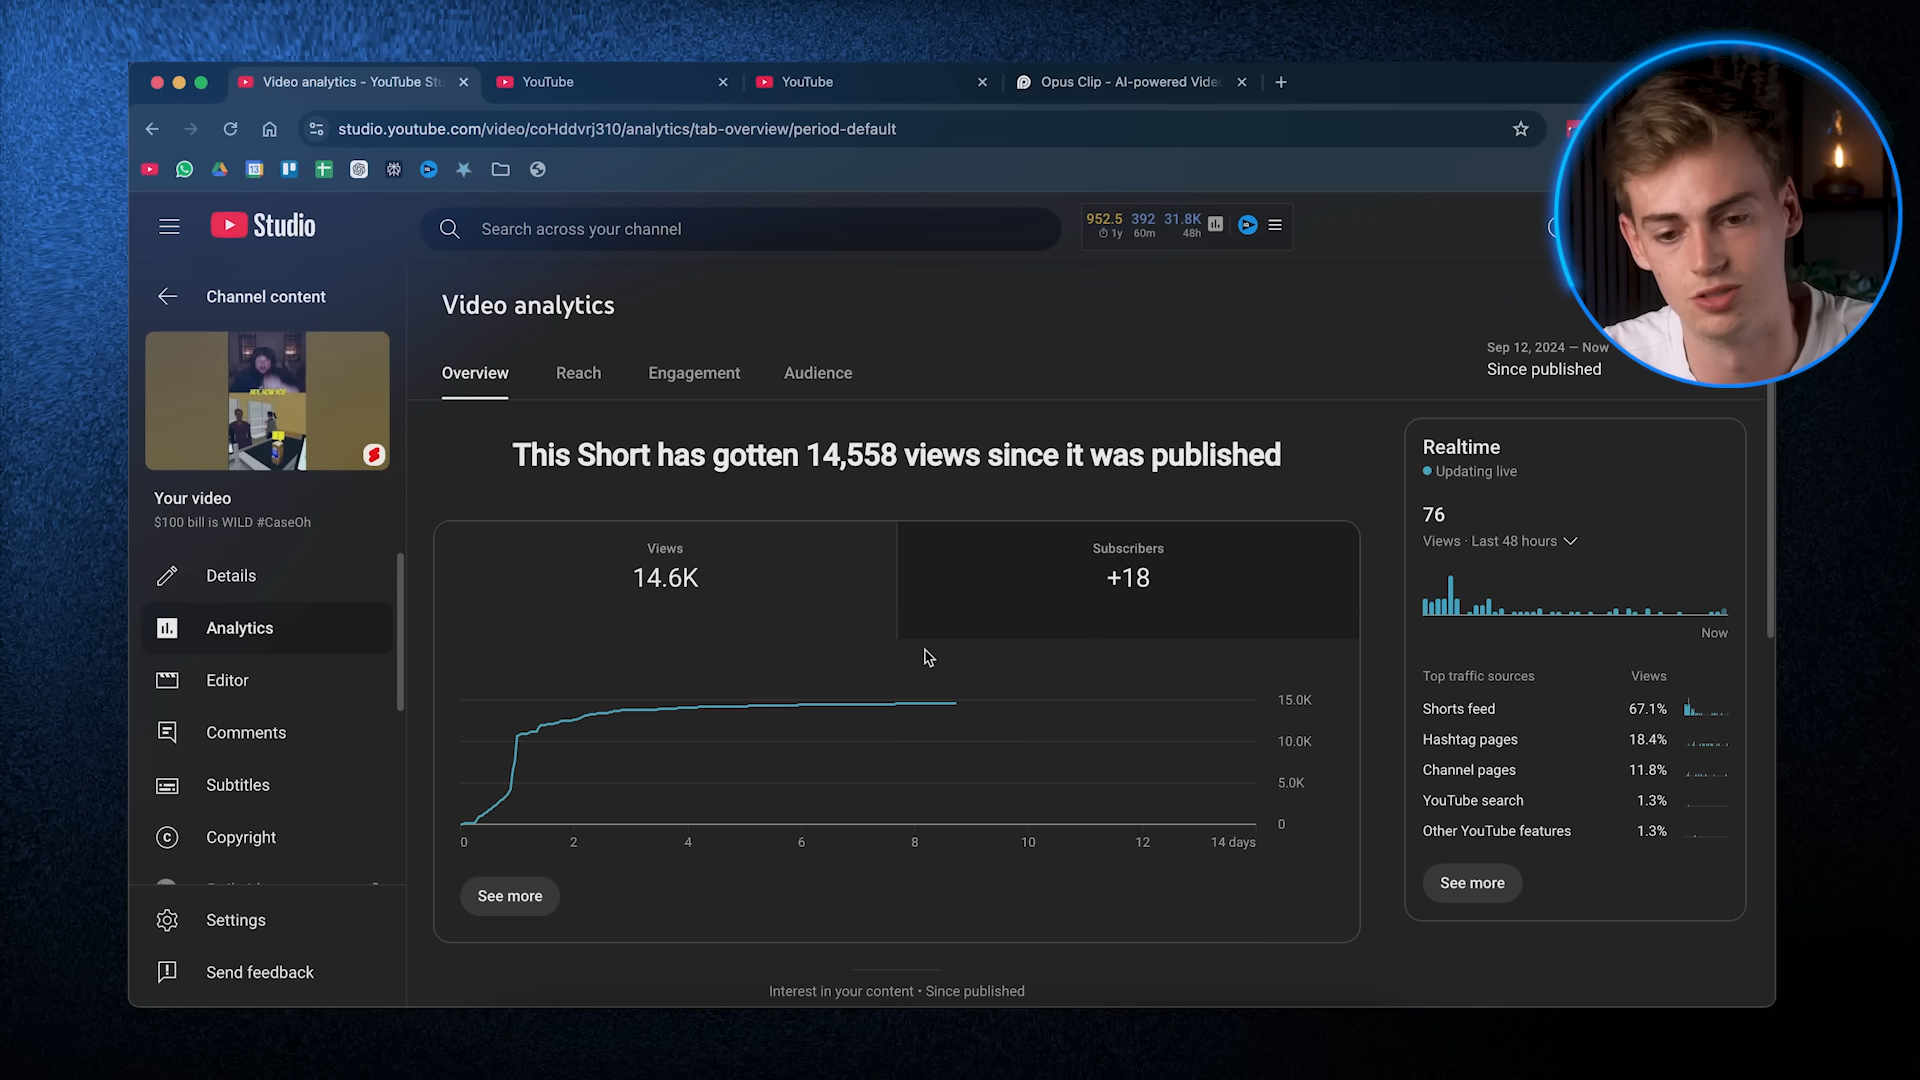 Video analytics - YouTube Stu
YouTube
YouTube
Opus Clip - AI-powered Vide
studio.youtube.com/video/coHddvrj310/analytics/tab-overview/period-default
13
Studio
Search across your channel
952.5 392 31.8K
1y 60m 48h
Channel content
HEY, HOW YOU
Your video
$100 bill is WILD #CaseOh
Details
Analytics
Editor
Comments
Subtitles
Copyright
Settings
Send feedback
Video analytics
Overview
Reach
Engagement
Audience
Sep 12, 2024 – Now
Since published
This Short has gotten 14,558 views since it was published
Views
14.6K
Subscribers
+18
15.0K
10.0K
5.0K
0
0 2 4 6 8 10 12 14 days
See more
Interest in your content • Since published
Realtime
Updating live
76
Views · Last 48 hours
Now
Top traffic sources Views
Shorts feed 67.1%
Hashtag pages 18.4%
Channel pages 11.8%
YouTube search 1.3%
Other YouTube features 1.3%
See more